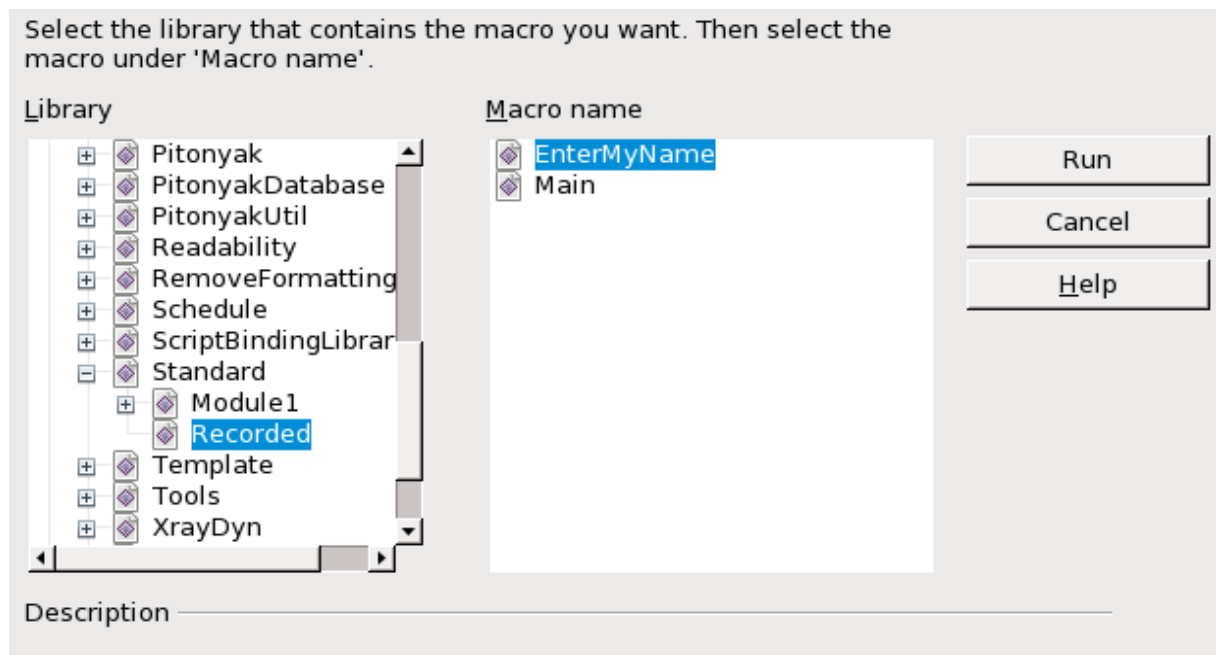 Select the library that contains the macro you want. Then select the
macro under 'Macro name'.
Library
Pitonyak
PitonyakDatabase
PitonyakUtil
Readability
RemoveFormatting
Schedule
ScriptBindingLibrar
Standard
Module1
Recorded
Template
Tools
XrayDyn
Macro name
EnterMyName
Main
Run
Cancel
Help
Description